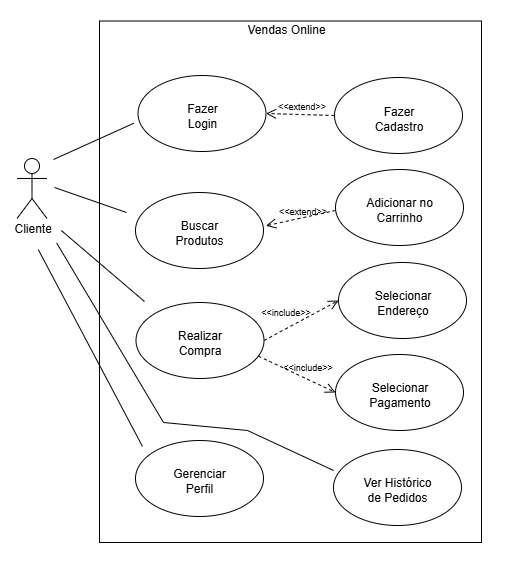 Vendas Online
Fazer
Login
<<extend>>
Fazer
Cadastro
Cliente
Buscar
Produtos
<<extend>>
Adicionar no
Carrinho
Realizar
Compra
<<include>>
Selecionar
Endereço
<<include>>
Selecionar
Pagamento
Gerenciar
Perfil
Ver Histórico
de Pedidos